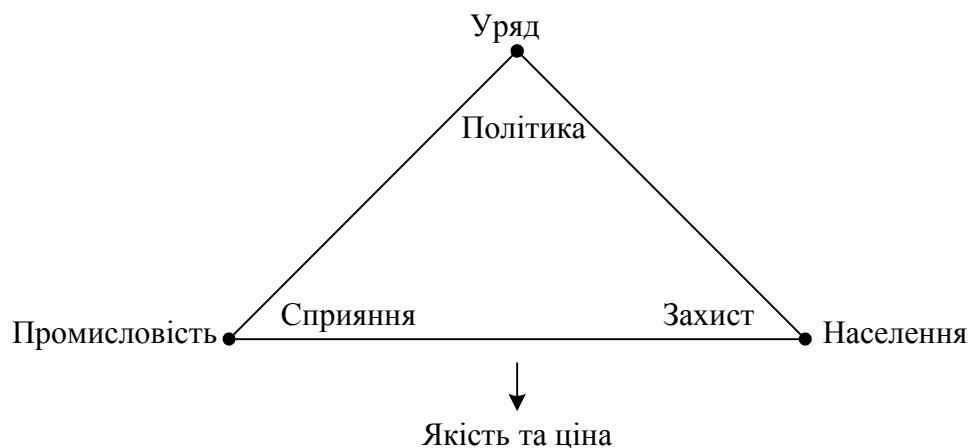 Уряд
Політика
Сприяння
Захист
Промисловість
Населення
Якість та ціна